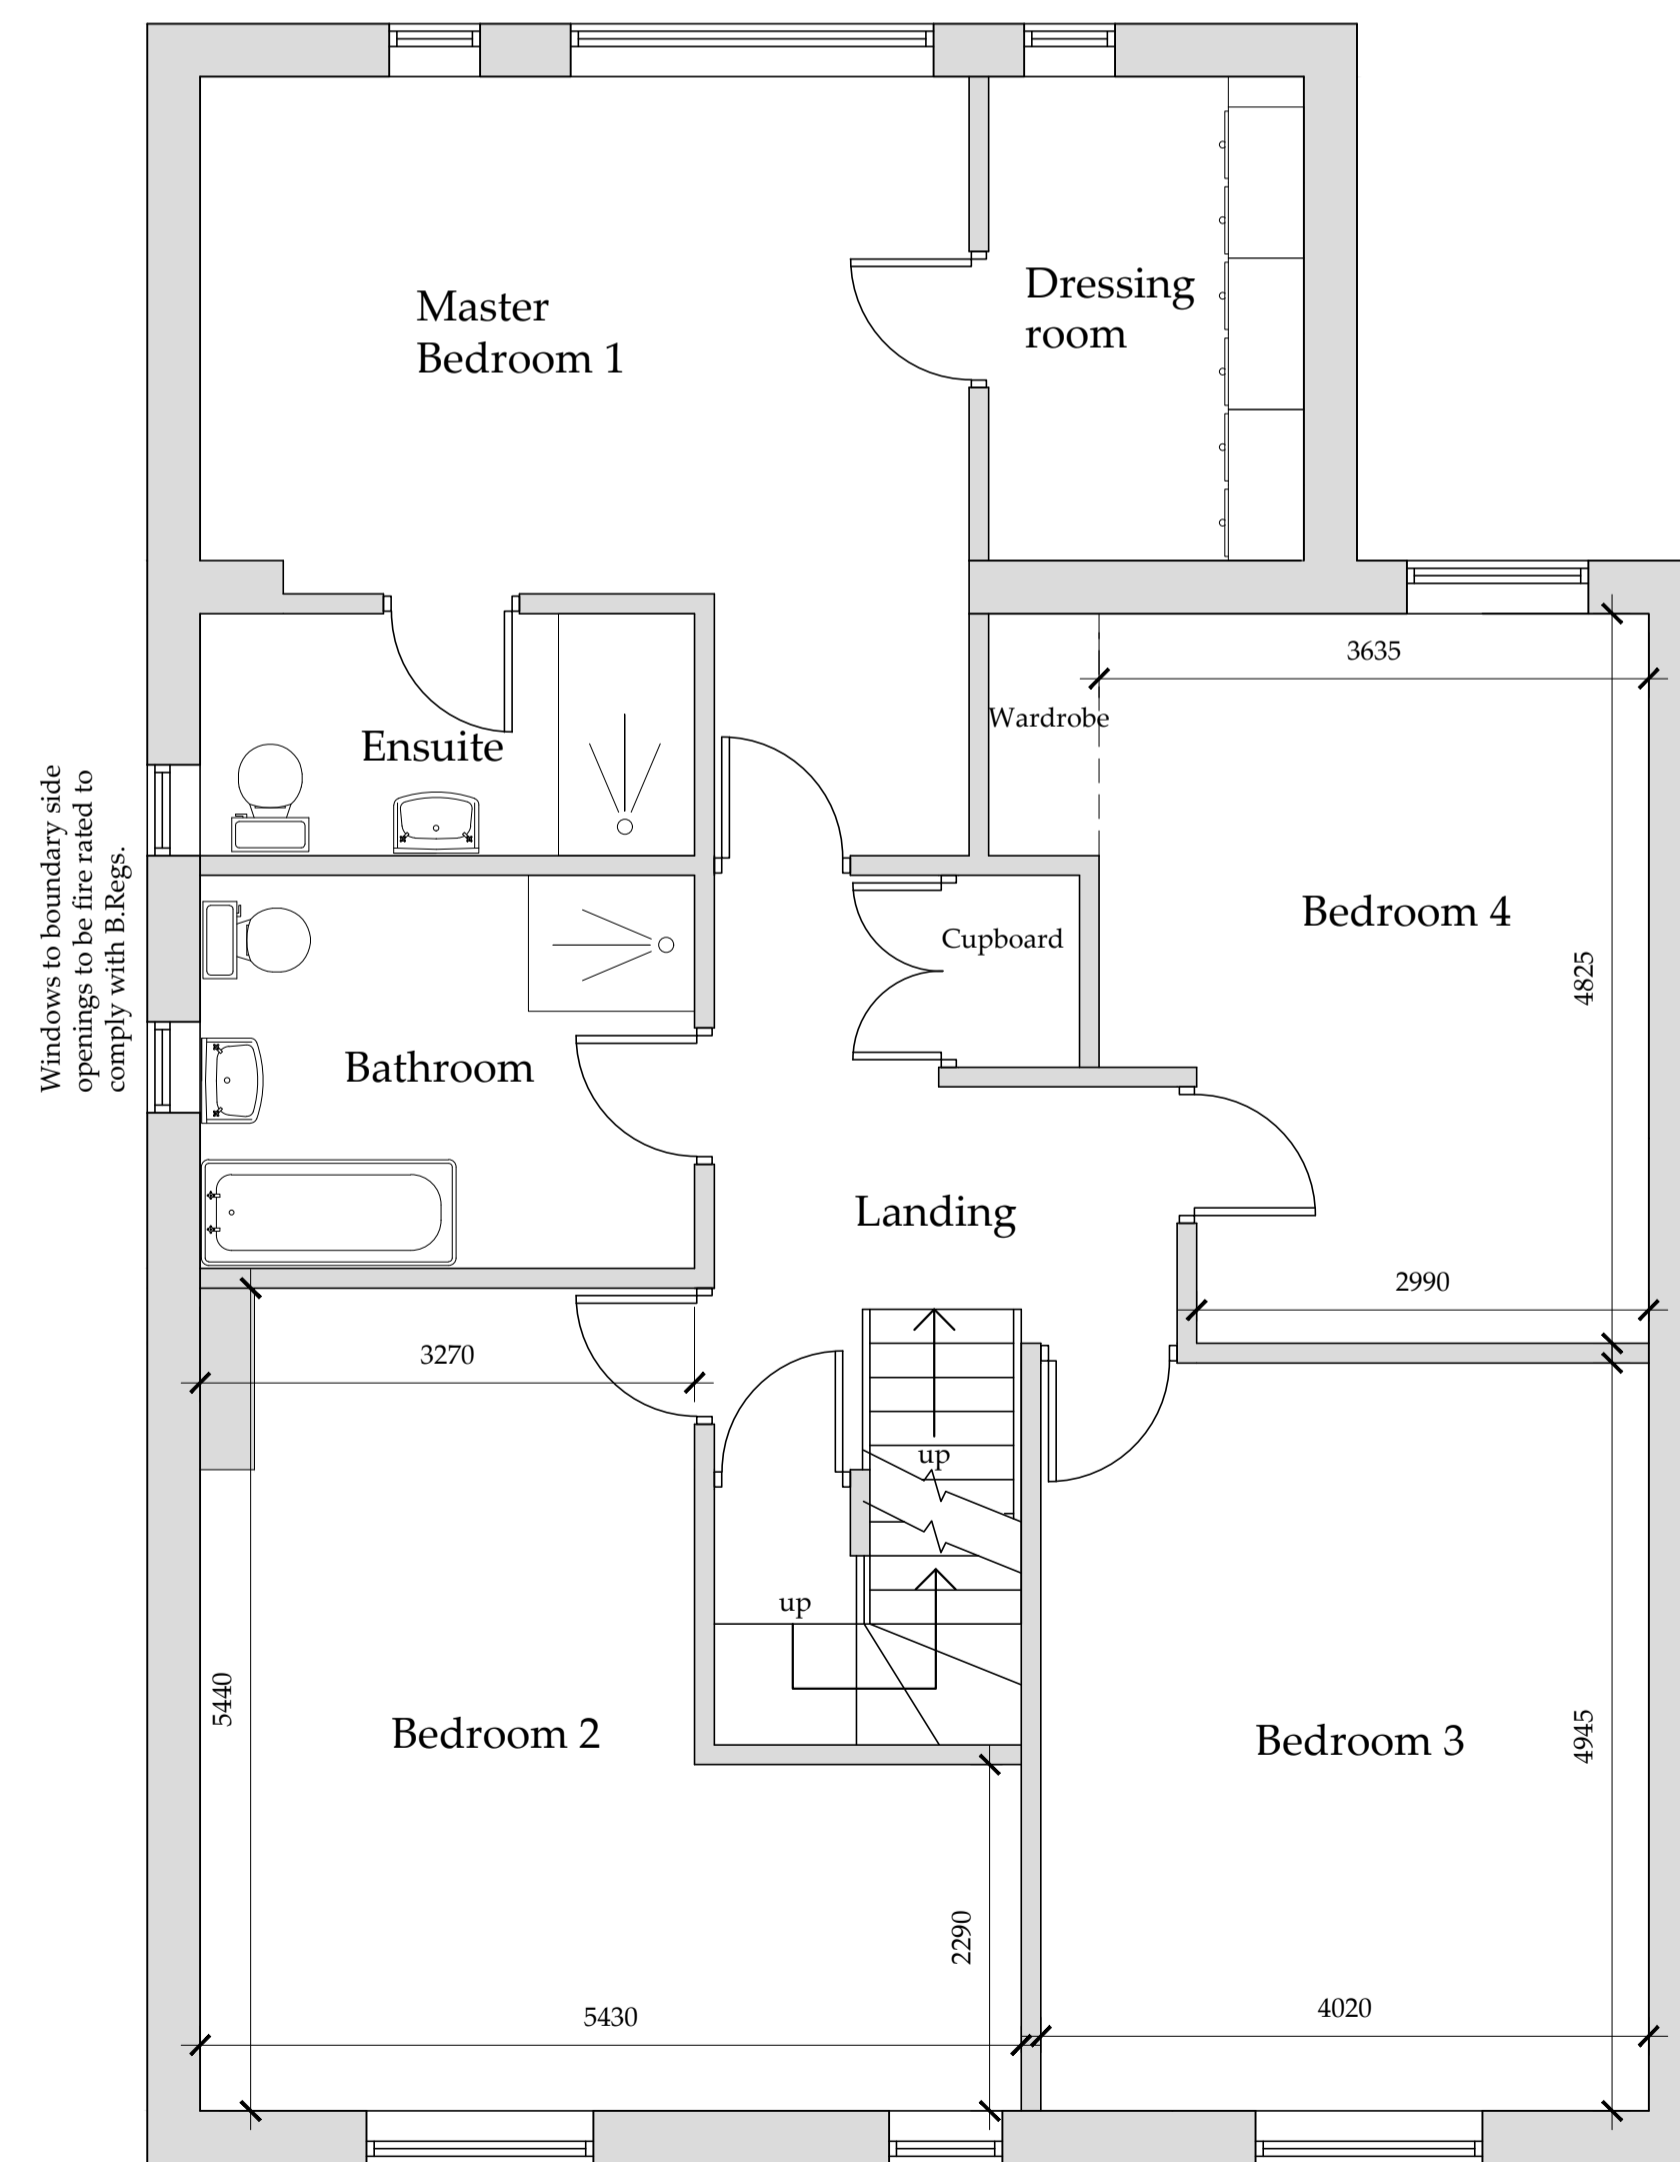 Master
Bedroom 1
Dressing
room
3635
Wardrobe
Ensuite
Windows to boundary side
openings to be fire rated to
comply with B.Regs.
Bedroom 4
Cupboard
4825
Bathroom
Landing
2990
3270
up
up
5440
Bedroom 2
Bedroom 3
4945
2290
5430
4020